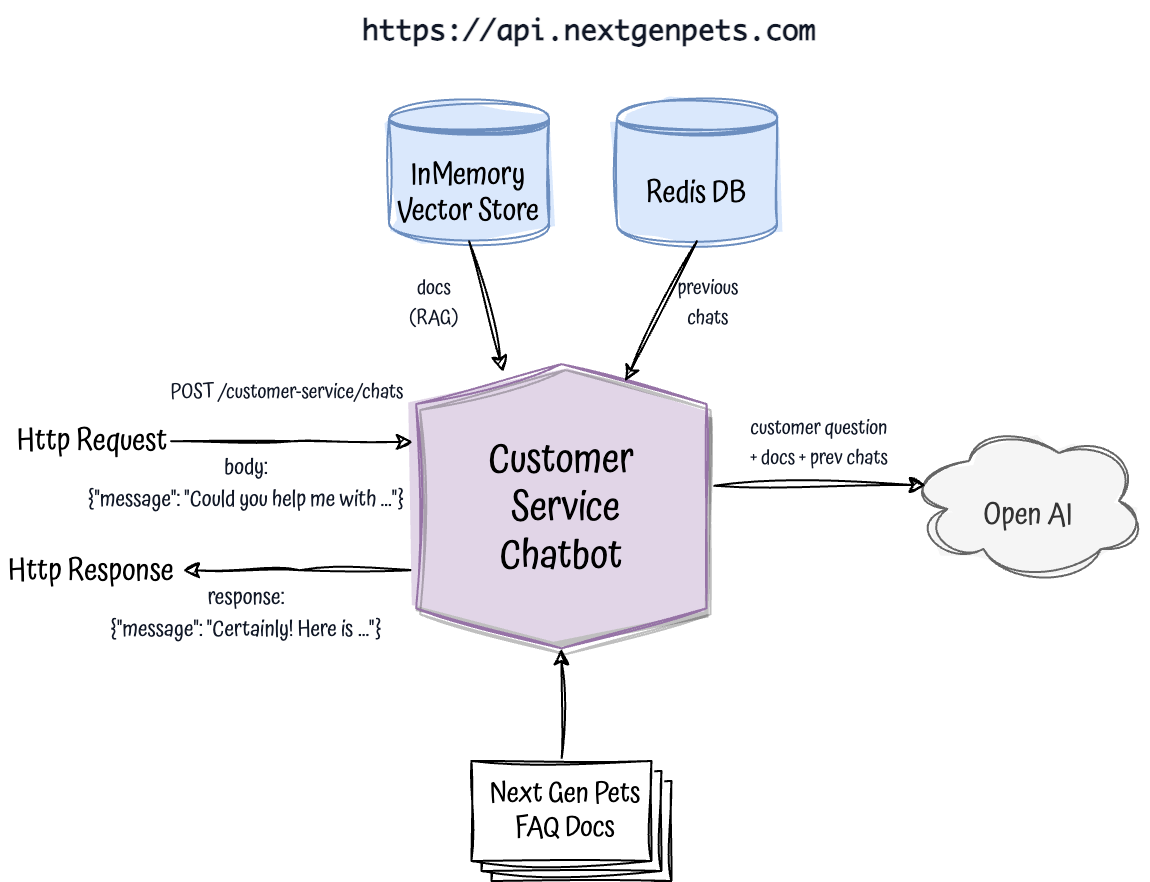 https://api.nextgenpets.com
InMemory
Vector Store
Redis DB
docs
(RAG)
previous
chats
POST /customer-service/chats
Http Request
body:
{"message": "Could you help me with ..."}
Customer
Service
Chatbot
customer question
+ docs + prev chats
Open AI
Http Response
response:
{"message": "Certainly! Here is ..."}
Next Gen Pets
FAQ Docs